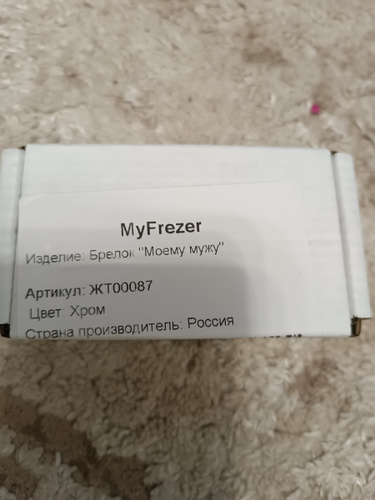 MyFrezer
Изделие: Брелок "Моему мужу"
Артикул: ЖТ00087
Цвет: Хром
Страна производитель: Россия